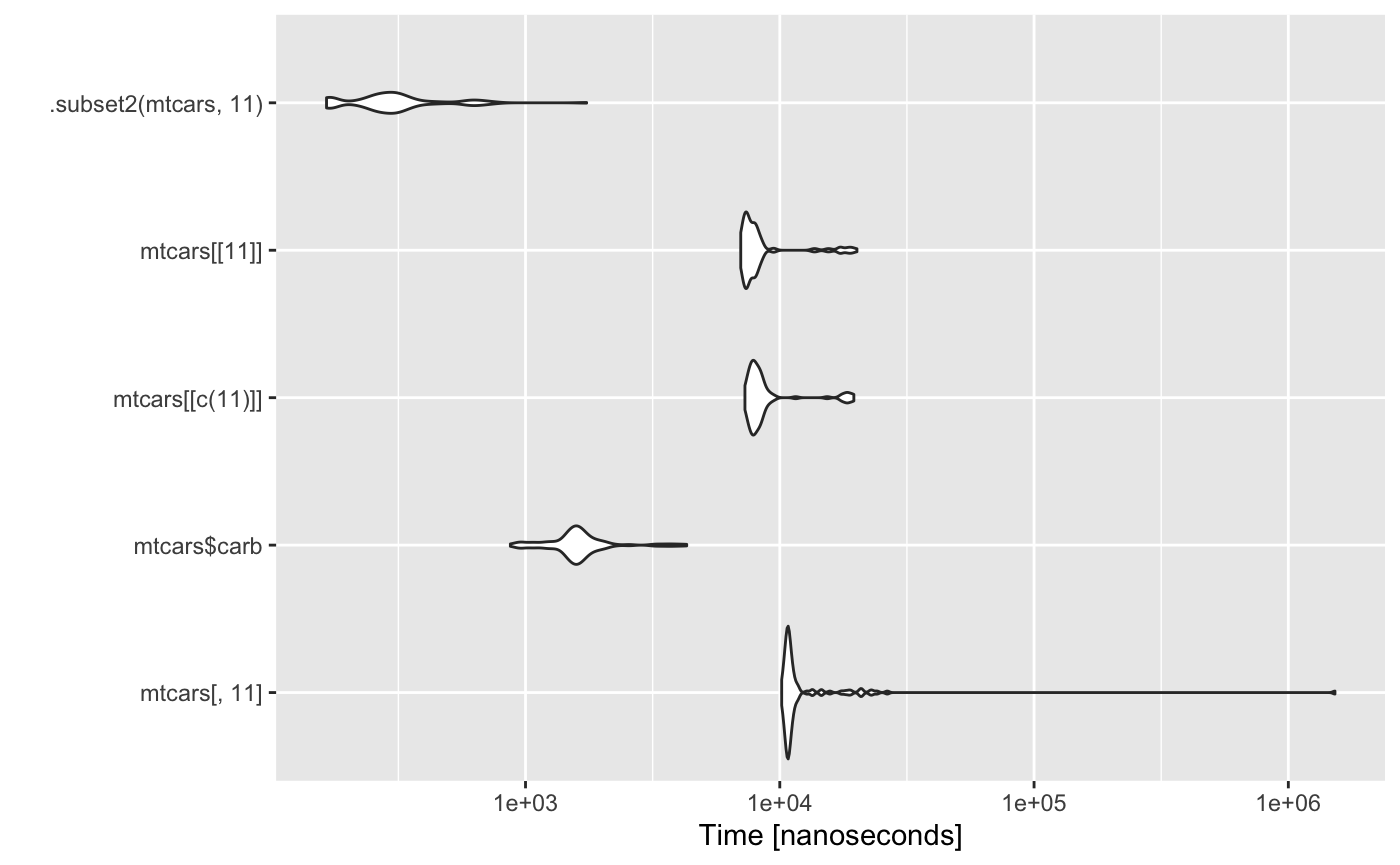 .subset2(mtcars, 11)
mtcars[[11]]
mtcars[[c(11)]]
mtcars$carb
mtcars[, 11]
1e+03 1e+04 1e+05 1e+06
Time [nanoseconds]